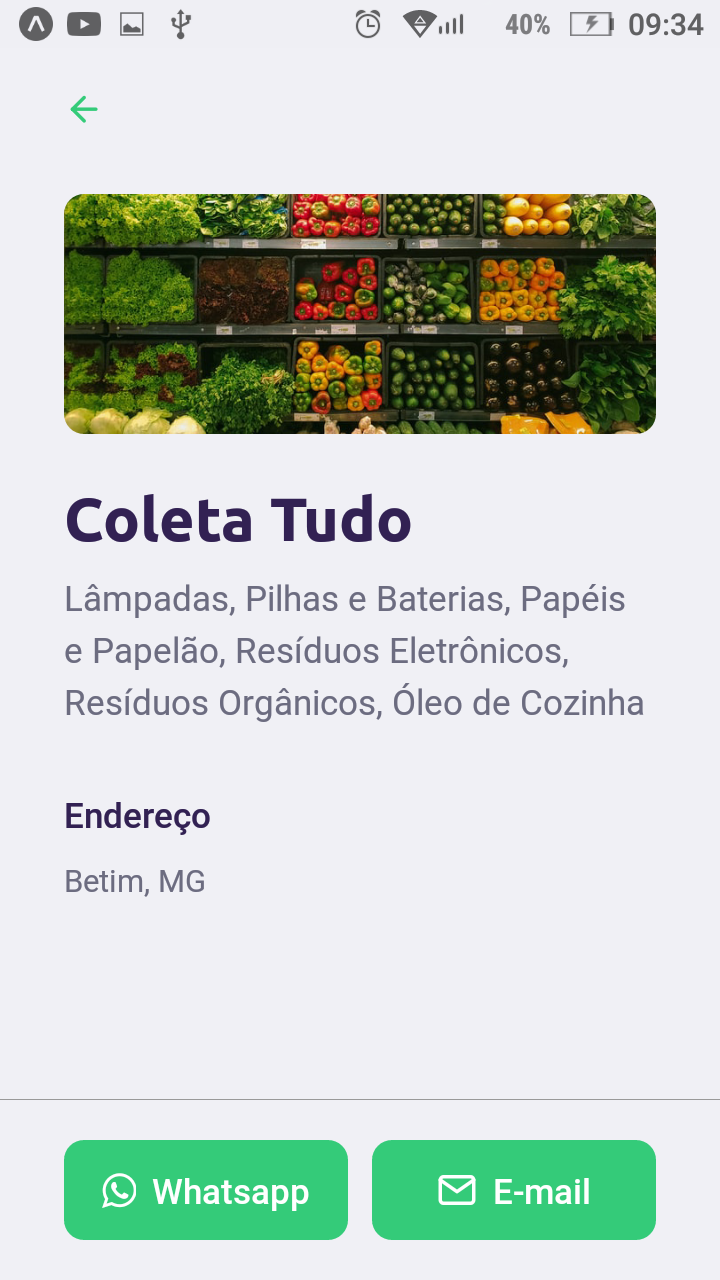 40% 09:34
Coleta Tudo
Lâmpadas, Pilhas e Baterias, Papéis
e Papelão, Resíduos Eletrônicos,
Resíduos Orgânicos, Óleo de Cozinha
Endereço
Betim, MG
Whatsapp E-mail